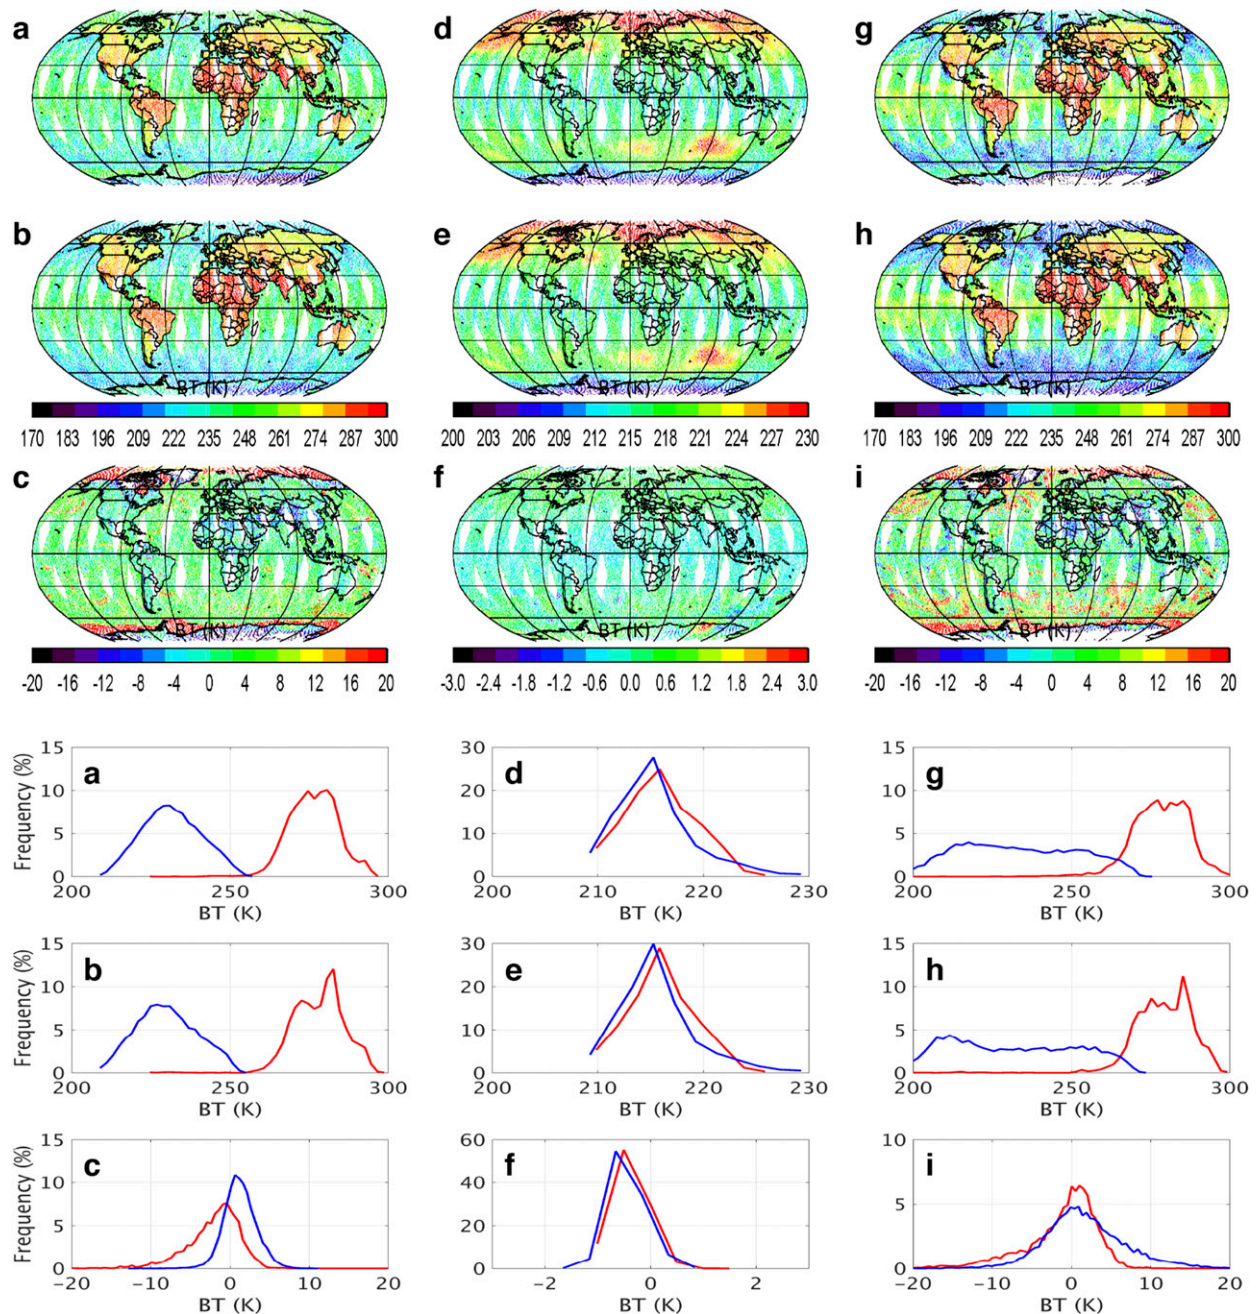 a d g
b e h
BT (K) BT (K) BT (K)
170 183 196 209 222 235 248 261 274 287 300 200 203 206 209 212 215 218 221 224 227 230 170 183 196 209 222 235 248 261 274 287 300
c f i
BT (K) BT (K) BT (K)
-20 -16 -12 -8 -4 0 4 8 12 16 20 -3.0 -2.4 -1.8 -1.2 -0.6 0.0 0.6 1.2 1.8 2.4 3.0 -20 -16 -12 -8 -4 0 4 8 12 16 20
15 30 15
a d g
10 20 10
5 10 5
0 0 0
Frequency (%)
200 250 300 210 220 230 200 250 300
BT (K) BT (K) BT (K)
15 30 15
b e h
10 20 10
5 10 5
0 0 0
Frequency (%)
200 250 300 210 220 230 200 250 300
BT (K) BT (K) BT (K)
15 60 10
c f i
10 40
5 20 5
0 0 0
Frequency (%)
−20 −10 0 10 20 -2 0 2 −20 −10 0 10 20
BT (K) BT (K) BT (K)